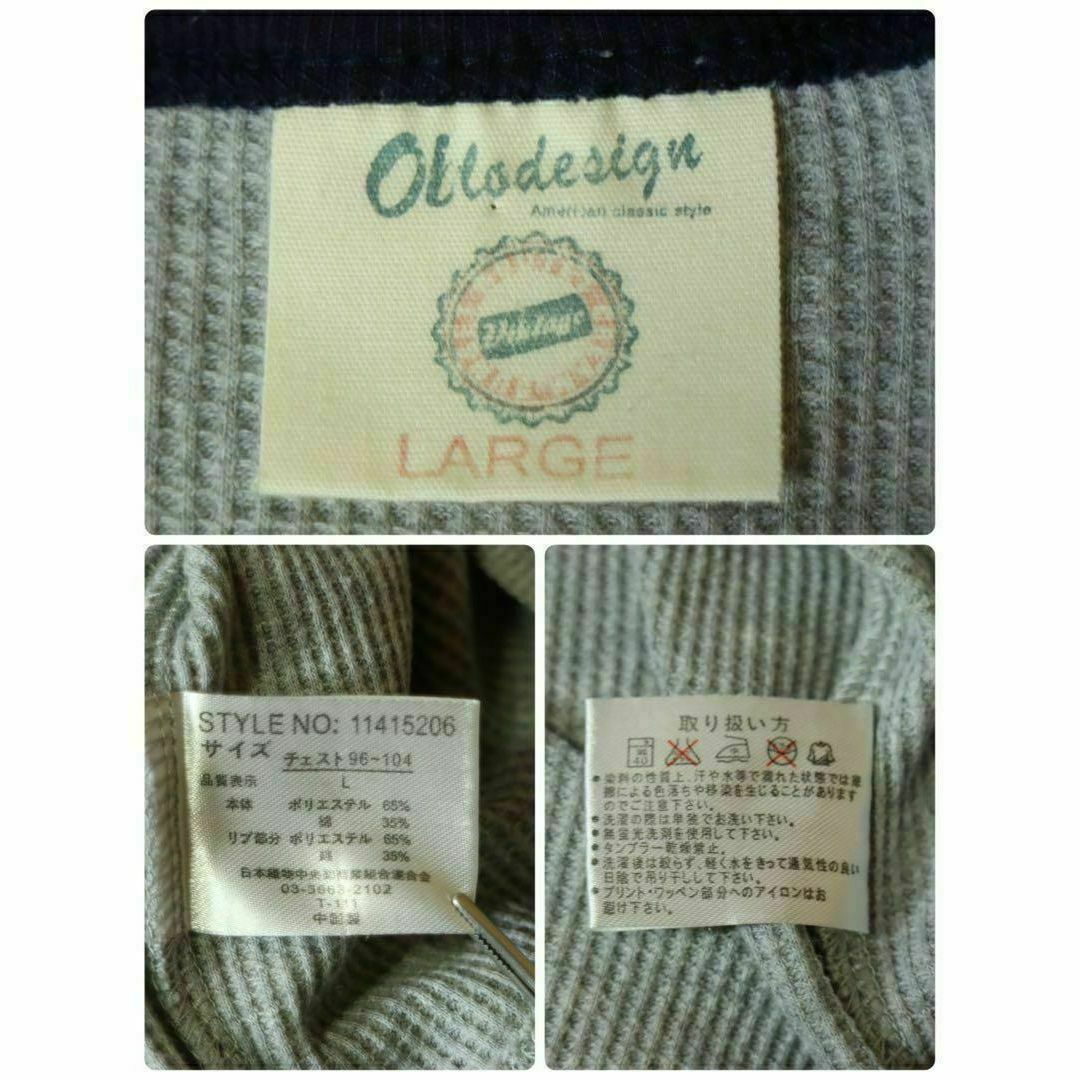 Ollodesign
American classic style
LARGE
STYLE NO: 11415206
サイズ チェスト96~104
品質表示 L
本体 ポリエステル 65%
綿 35%
リブ部分 ポリエステル 65%
綿 35%
03-5663-2102
T-111
中国製
取り扱い方
40
•染料の性質上、汗や水等で濡れた状態では摩
擦による色落ちや移染を生じることがあります
のでご注意下さい。
•洗濯の際は単独でお洗い下さい。
•無蛍光洗剤を使用して下さい。
•タンブラー乾燥禁止。
•洗濯後は絞らず、軽く水をきって通気性の良い
日陰で吊り干しして下さい。
•プリント・ワッペン部分へのアイロンはお
避け下さい。